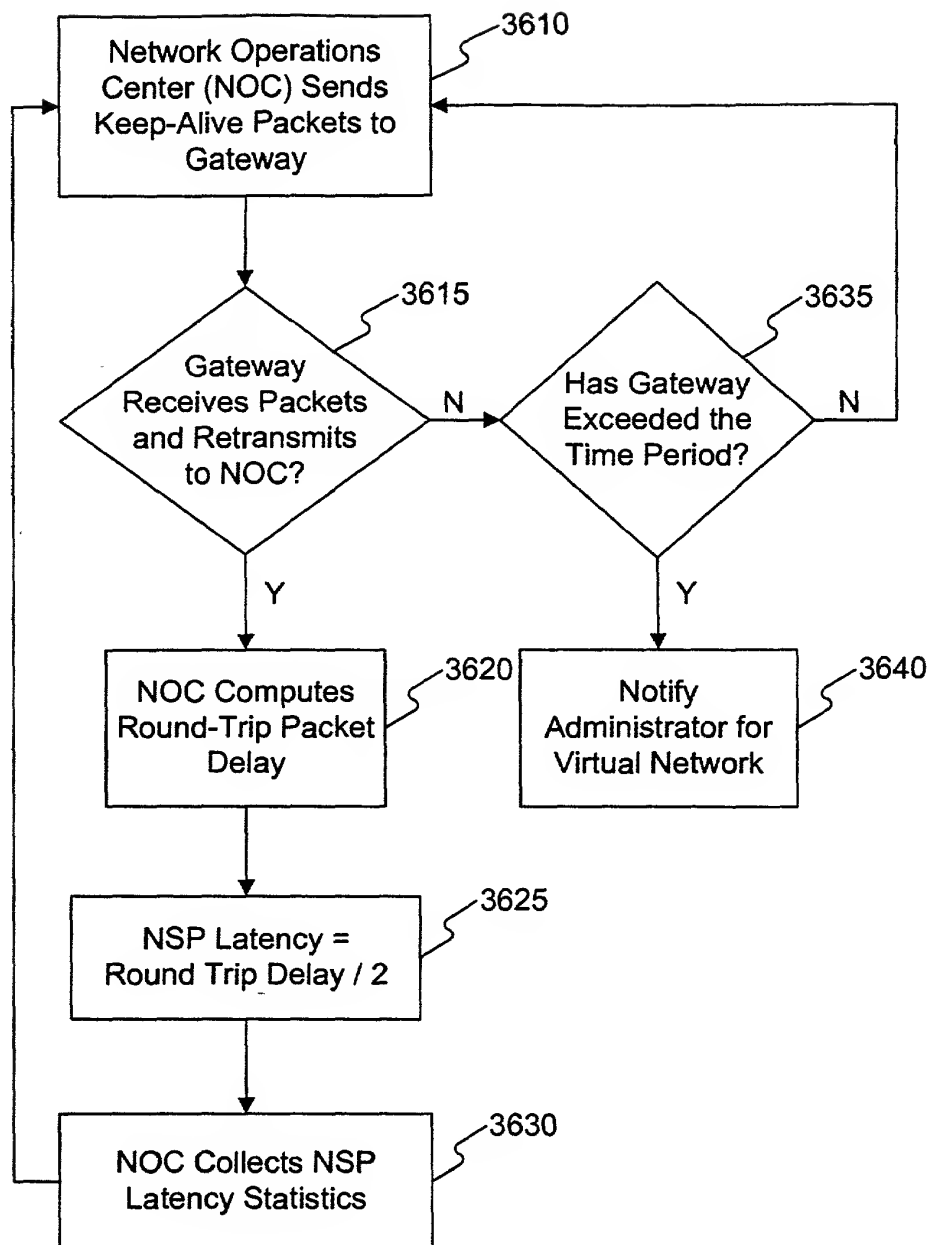 3610
Network Operations
Center (NOC) Sends
Keep-Alive Packets to
Gateway
3615
Gateway
Receives Packets
and Retransmits
to NOC?
N
Y
3635
Has Gateway
Exceeded the
Time Period?
N
Y
3620
NOC Computes
Round-Trip Packet
Delay
3640
Notify
Administrator for
Virtual Network
3625
NSP Latency =
Round Trip Delay / 2
3630
NOC Collects NSP
Latency Statistics